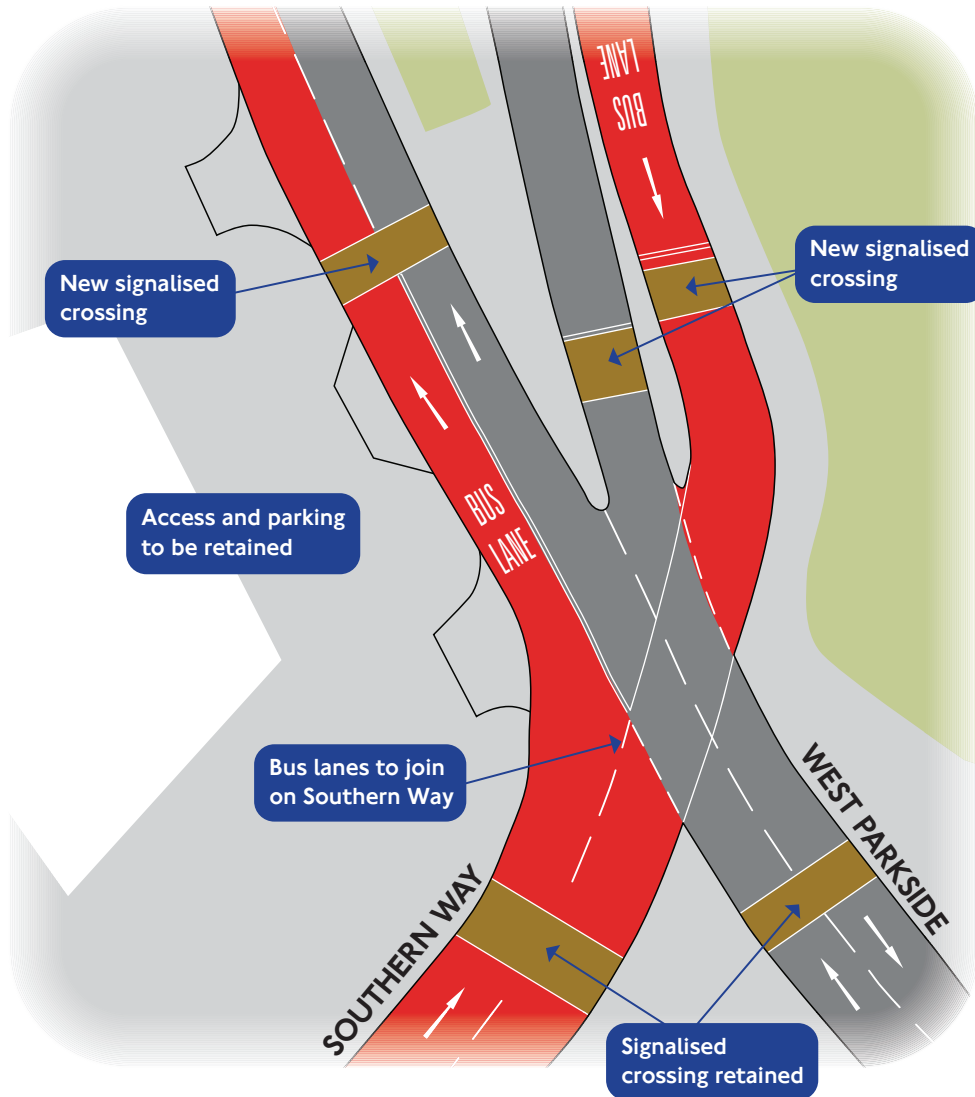 BUS
LANE
New signalised
crossing
New signalised
crossing
BUS
LANE
Access and parking
to be retained
Bus lanes to join
on Southern Way
WEST PARKSIDE
SOUTHERN WAY
Signalised
crossing retained